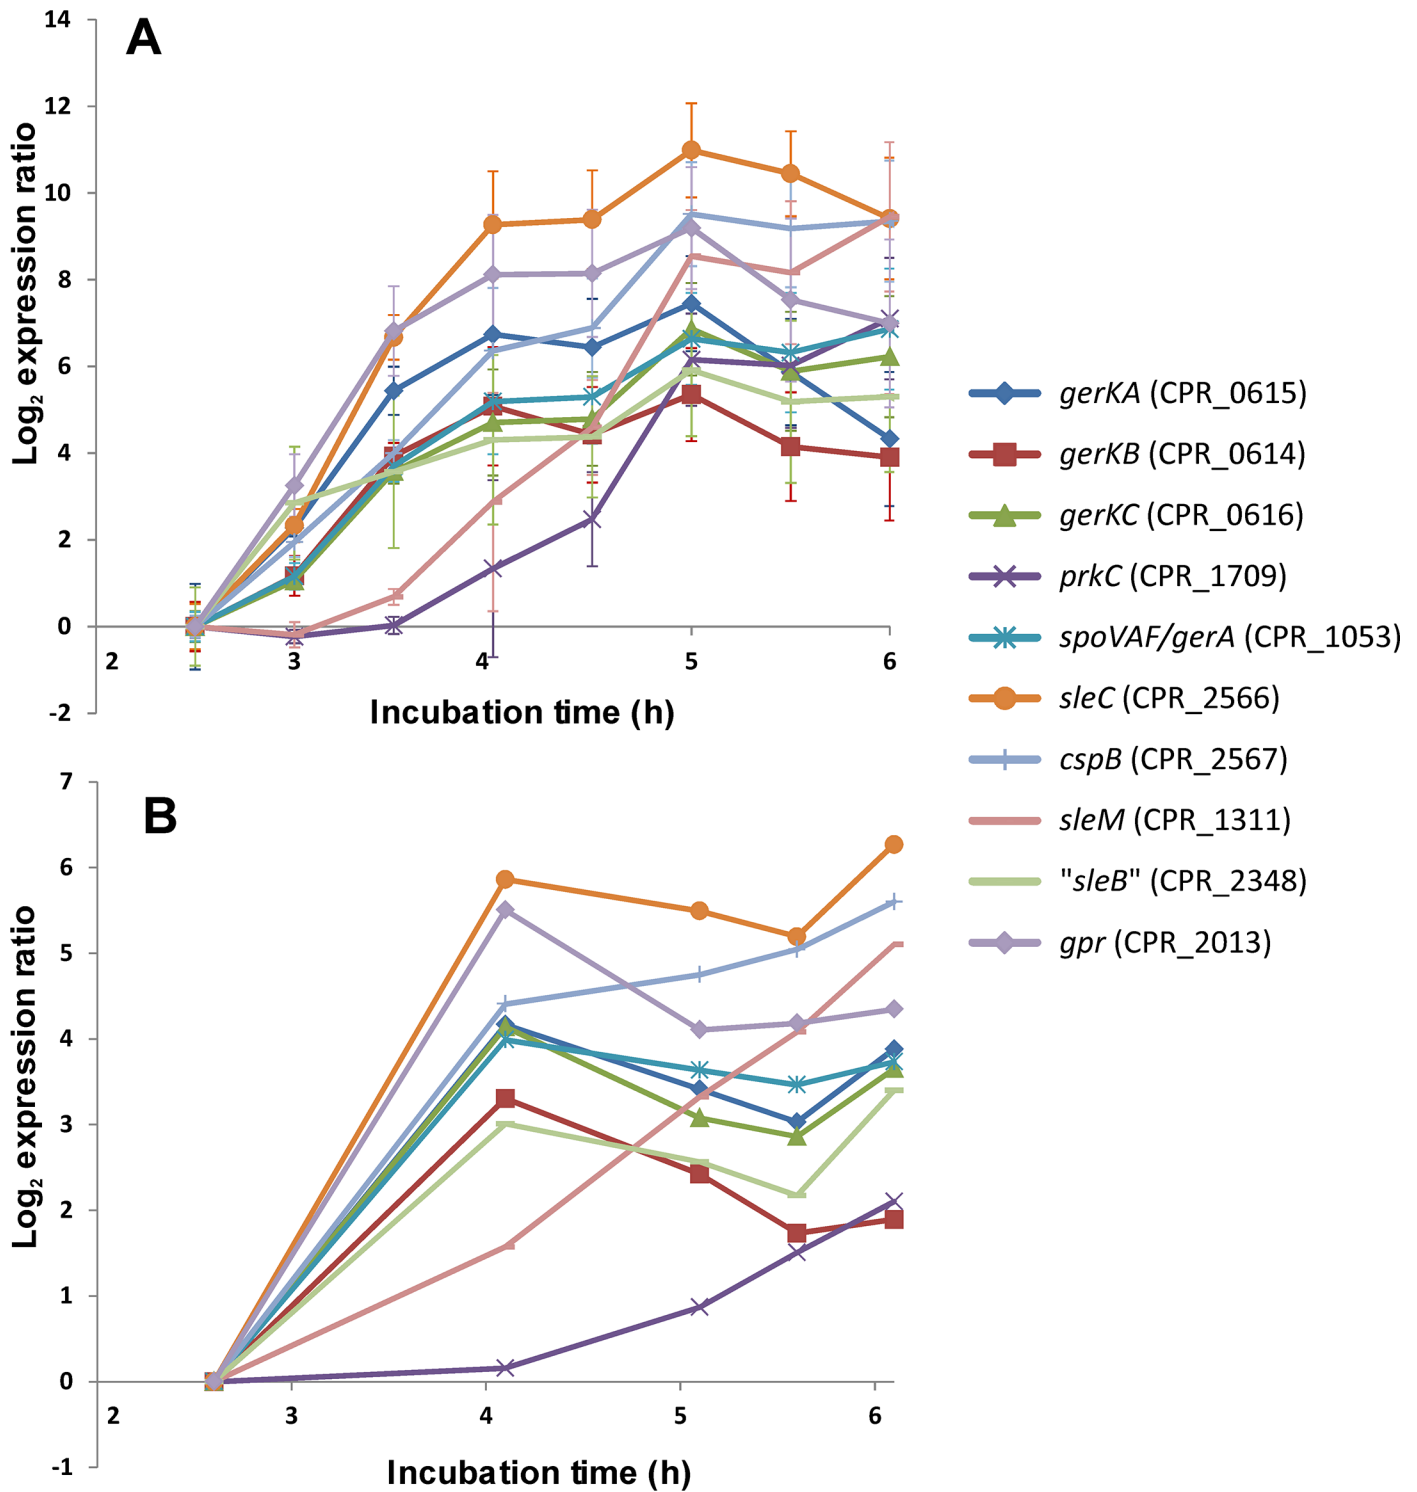 A
14
12
10
8
6
4
2
0
-2
Log2 expression ratio
2 3 4 5 6
Incubation time (h)
gerKA (CPR_0615)
gerKB (CPR_0614)
gerKC (CPR_0616)
prkC (CPR_1709)
spoVAF/gerA (CPR_1053)
sleC (CPR_2566)
cspB (CPR_2567)
sleM (CPR_1311)
"sleB" (CPR_2348)
gpr (CPR_2013)
B
7
6
5
4
3
2
1
0
-1
Log2 expression ratio
2 3 4 5 6
Incubation time (h)